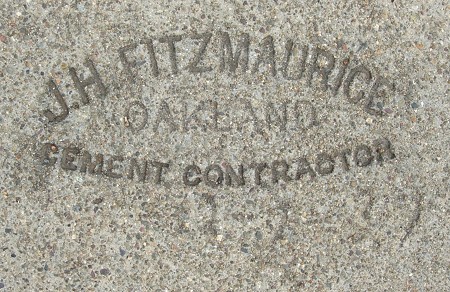 J.H. FITZMAURICE
OAKLAND
CEMENT CONTRACTOR